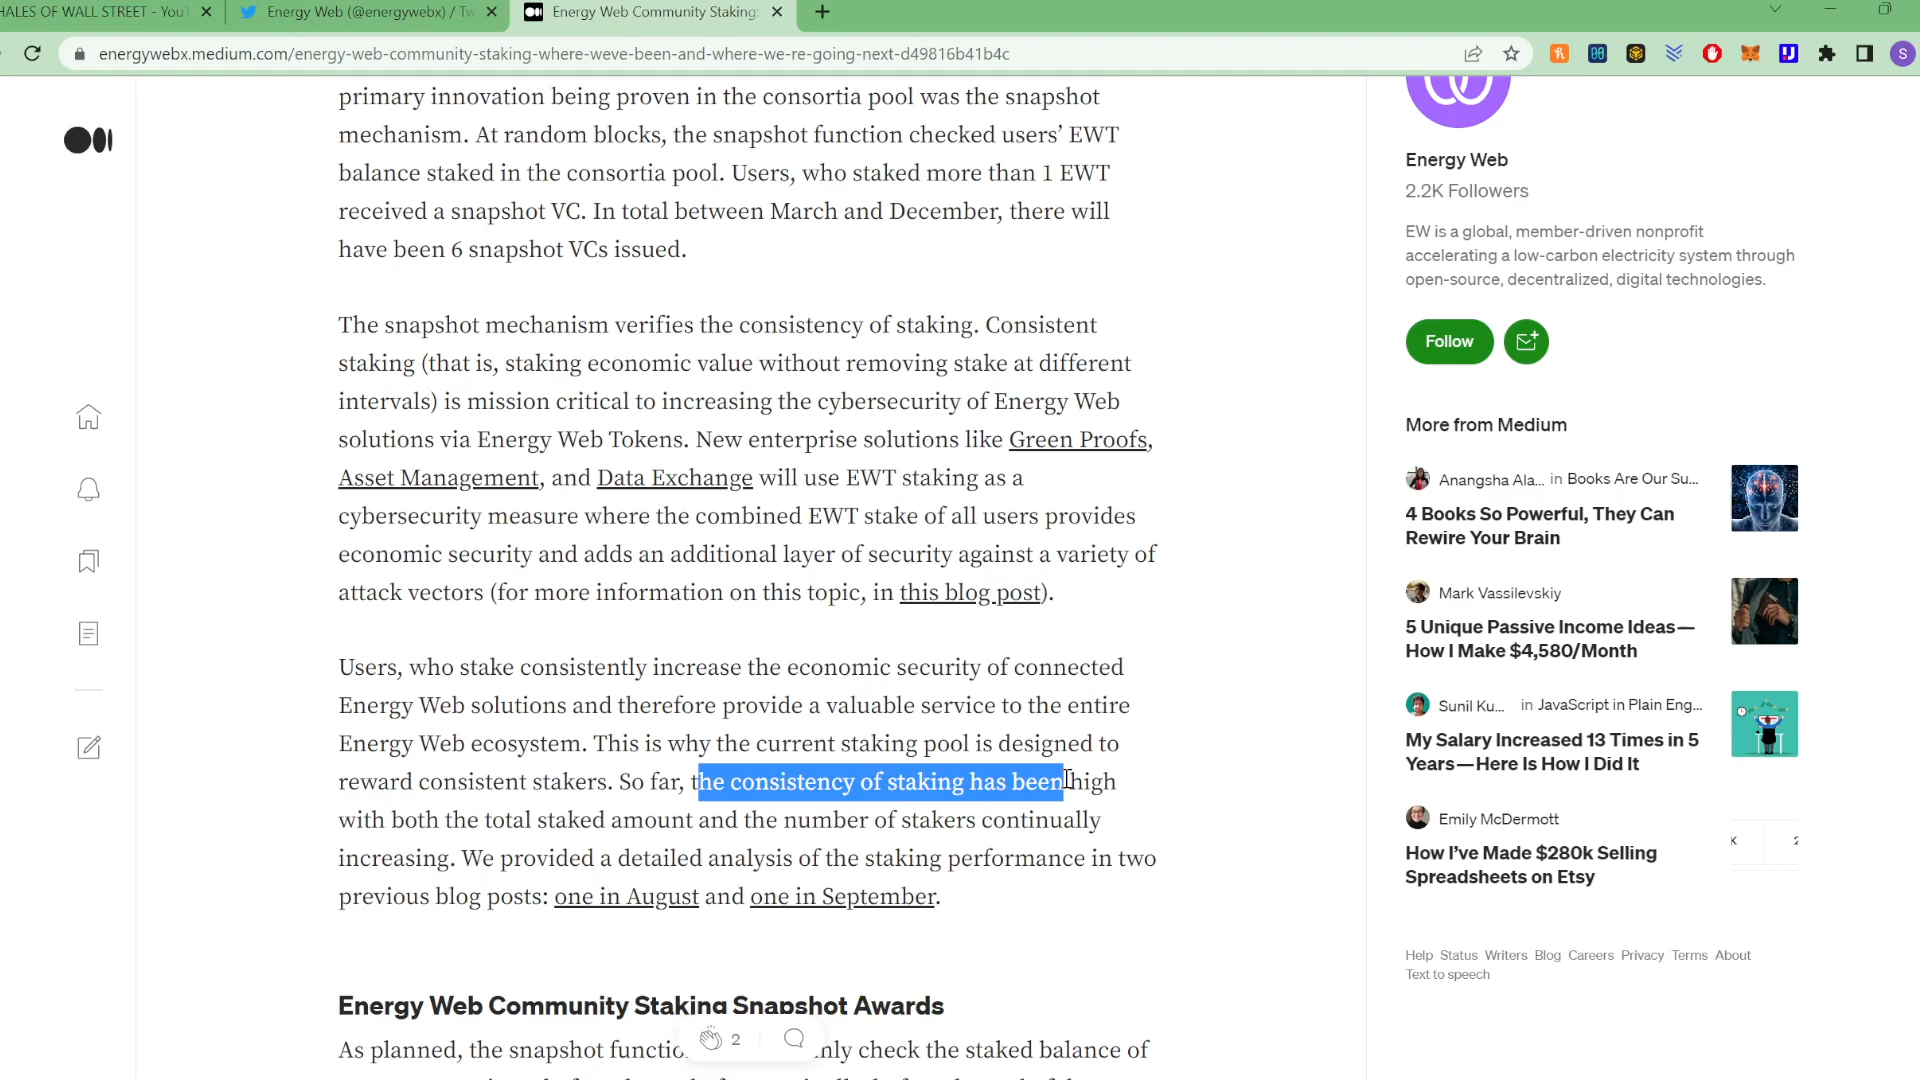 HALES OF WALL STREET - YouT
Energy Web (@energywebx) / Tw
Energy Web Community Staking:
energywebx.medium.com/energy-web-community-staking-where-weve-been-and-where-we-re-going-next-d49816b41b4c
S
primary innovation being proven in the consortia pool was the snapshot
mechanism. At random blocks, the snapshot function checked users’ EWT
balance staked in the consortia pool. Users, who staked more than 1 EWT
received a snapshot VC. In total between March and December, there will
have been 6 snapshot VCs issued.
The snapshot mechanism verifies the consistency of staking. Consistent
staking (that is, staking economic value without removing stake at different
intervals) is mission critical to increasing the cybersecurity of Energy Web
solutions via Energy Web Tokens. New enterprise solutions like Green Proofs,
Asset Management, and Data Exchange will use EWT staking as a
cybersecurity measure where the combined EWT stake of all users provides
economic security and adds an additional layer of security against a variety of
attack vectors (for more information on this topic, in this blog post).
Users, who stake consistently increase the economic security of connected
Energy Web solutions and therefore provide a valuable service to the entire
Energy Web ecosystem. This is why the current staking pool is designed to
reward consistent stakers. So far, the consistency of staking has been high
with both the total staked amount and the number of stakers continually
increasing. We provided a detailed analysis of the staking performance in two
previous blog posts: one in August and one in September.
Energy Web Community Staking Snapshot Awards
2
As planned, the snapshot functio nly check the staked balance of
Energy Web
2.2K Followers
EW is a global, member-driven nonprofit
accelerating a low-carbon electricity system through
open-source, decentralized, digital technologies.
Follow
More from Medium
Anangsha Ala... in Books Are Our Su...
4 Books So Powerful, They Can
Rewire Your Brain
Mark Vassilevskiy
5 Unique Passive Income Ideas—
How I Make $4,580/Month
Sunil Ku... in JavaScript in Plain Eng...
My Salary Increased 13 Times in 5
Years—Here Is How I Did It
Emily McDermott
How I’ve Made $280k Selling
Spreadsheets on Etsy
Help Status Writers Blog Careers Privacy Terms About
Text to speech